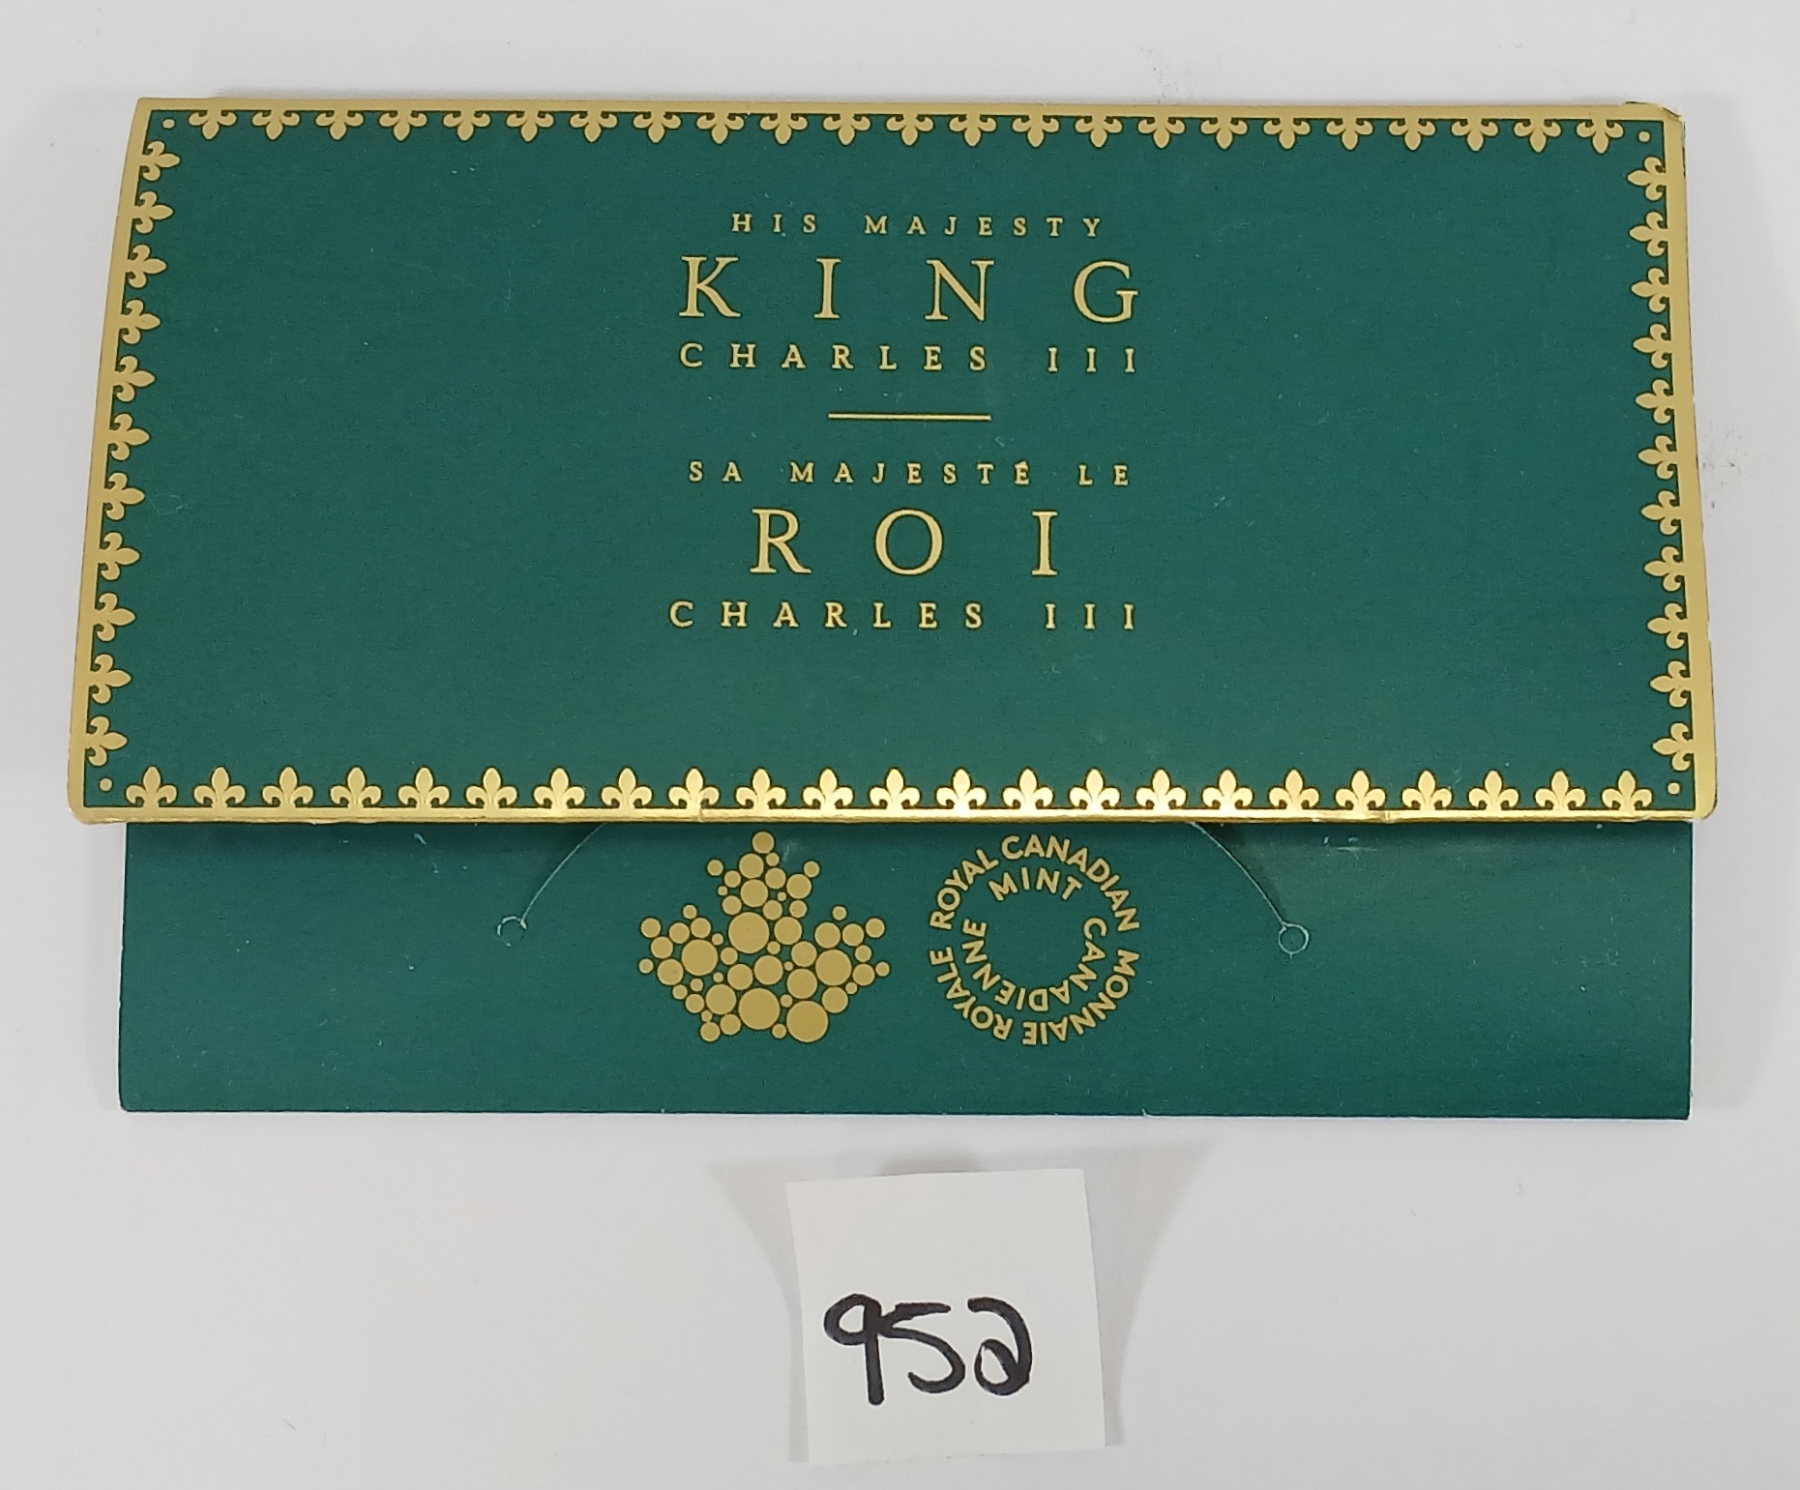 HIS MAJESTY
KING
CHARLES III
SA MAJESTÉ LE
ROI
CHARLES III
ROYAL CANADIAN MINT
MONNAIE ROYALE CANADIENNE
952